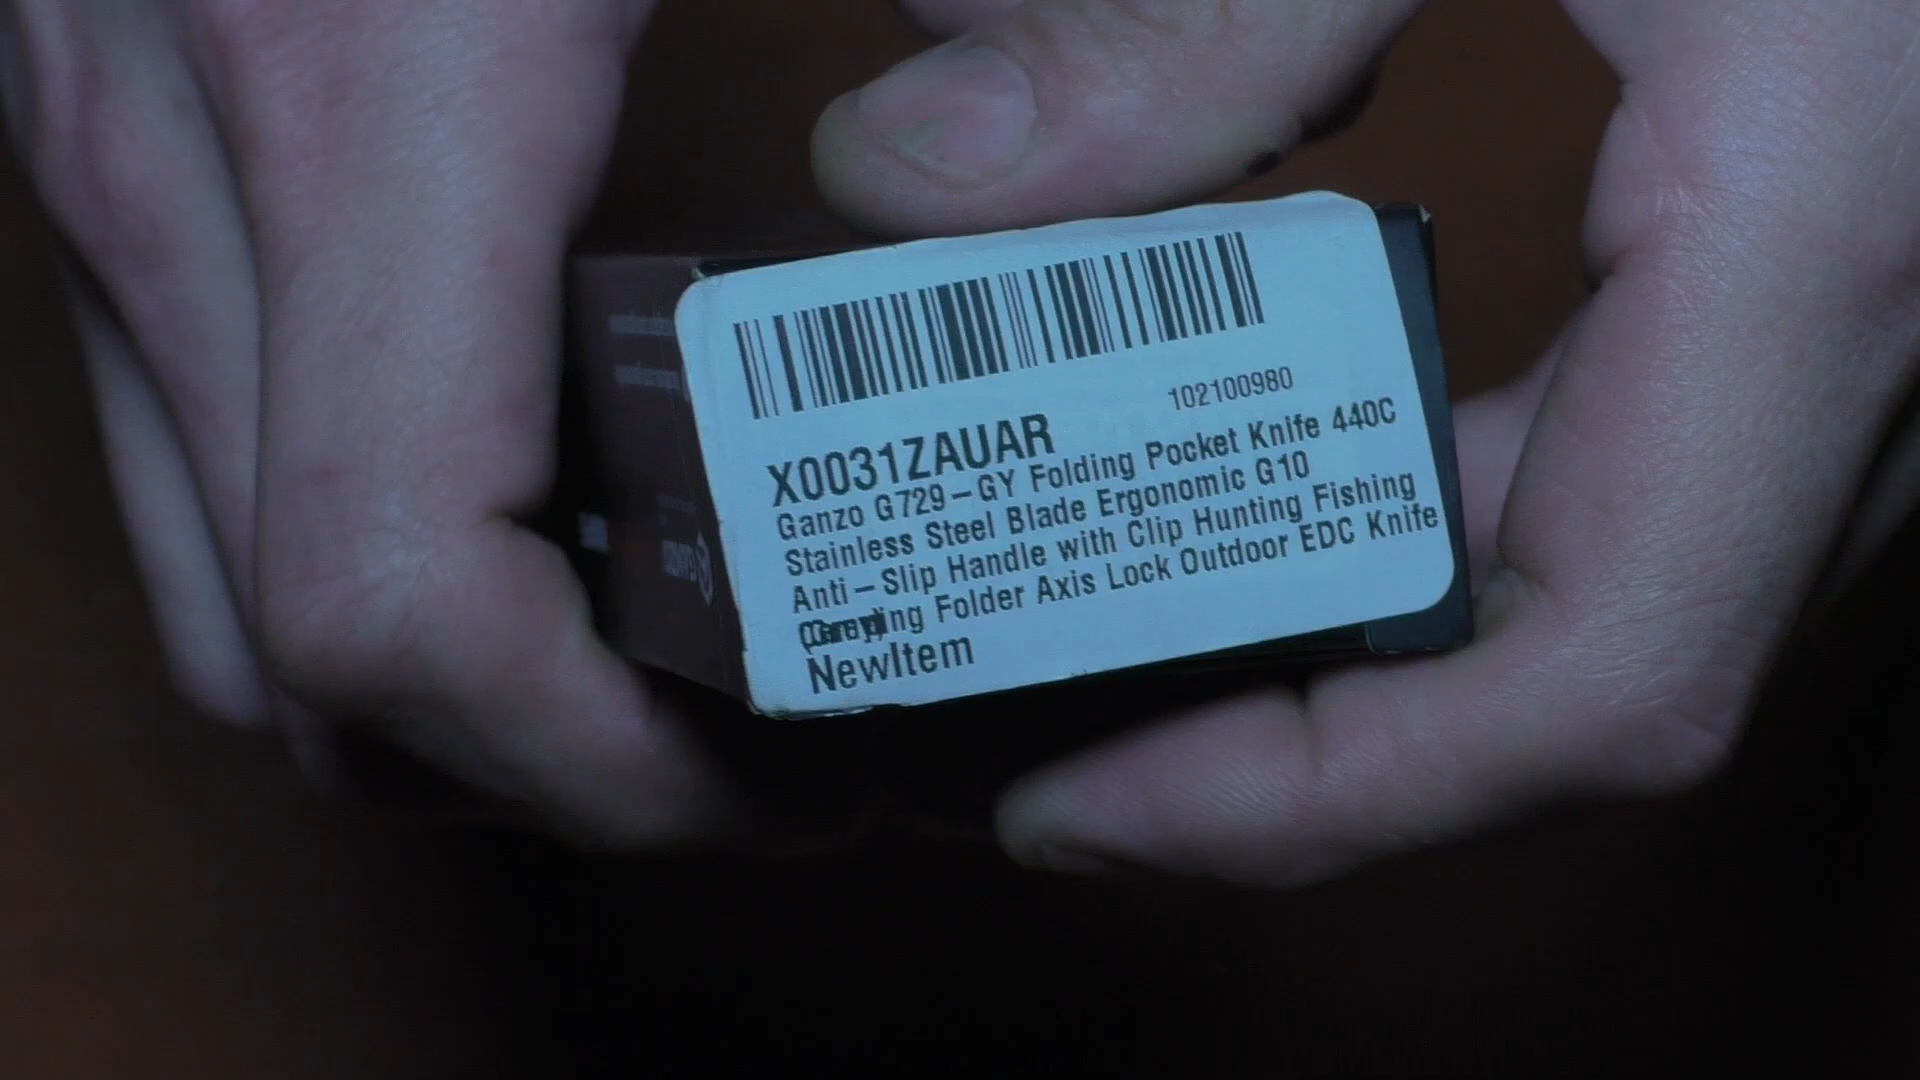 102100980
X0031ZAUAR
Ganzo G729-GY Folding Pocket Knife 440C
Stainless Steel Blade Ergonomic G10
Anti-Slip Handle with Clip Hunting Fishing
Folder Axis Lock Outdoor EDC Knife
NewItem